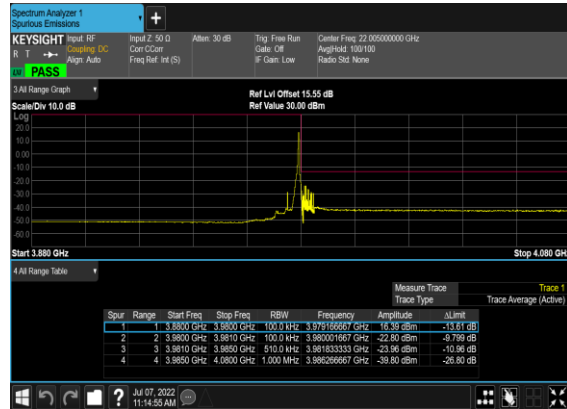 Spectrum Analyzer 1
Spurious Emissions
+
KEYSIGHT Input: RF Input Z: 50 Ω Atten: 30 dB Trig: Free Run Center Freq: 22.005000000 GHz
R T Coupling: DC Corr CCorr Gate: Off Avg|Hold: 100/100
Align: Auto Freq Ref: Int (S) IF Gain: Low Radio Std: None
LXI PASS
3 All Range Graph Ref Lvl Offset 15.55 dB
Scale/Div 10.0 dB Ref Value 30.00 dBm
Log
20.0
10.0
0.00
-10.0
-20.0
-30.0
-40.0
-50.0
-60.0
Start 3.880 GHz Stop 4.080 GHz
4 All Range Table
Measure Trace Trace 1
Trace Type Trace Average (Active)
Spur Range Start Freq Stop Freq RBW Frequency Amplitude ΔLimit
1 1 3.8800 GHz 3.9800 GHz 100.0 kHz 3.979166667 GHz 16.39 dBm -13.61 dB
2 2 3.9800 GHz 3.9810 GHz 100.0 kHz 3.980001667 GHz -22.80 dBm -9.799 dB
3 3 3.9810 GHz 3.9850 GHz 510.0 kHz 3.981833333 GHz -23.96 dBm -10.96 dB
4 4 3.9850 GHz 4.0800 GHz 1.000 MHz 3.986266667 GHz -39.80 dBm -26.80 dB
? Jul 07, 2022
11:14:55 AM